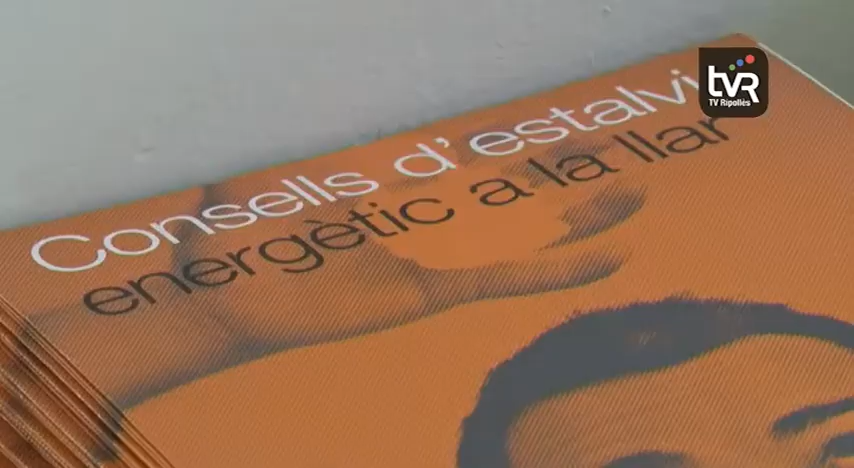 Consells d'estalvi
energètic a la llar
tvR
TV Ripollès